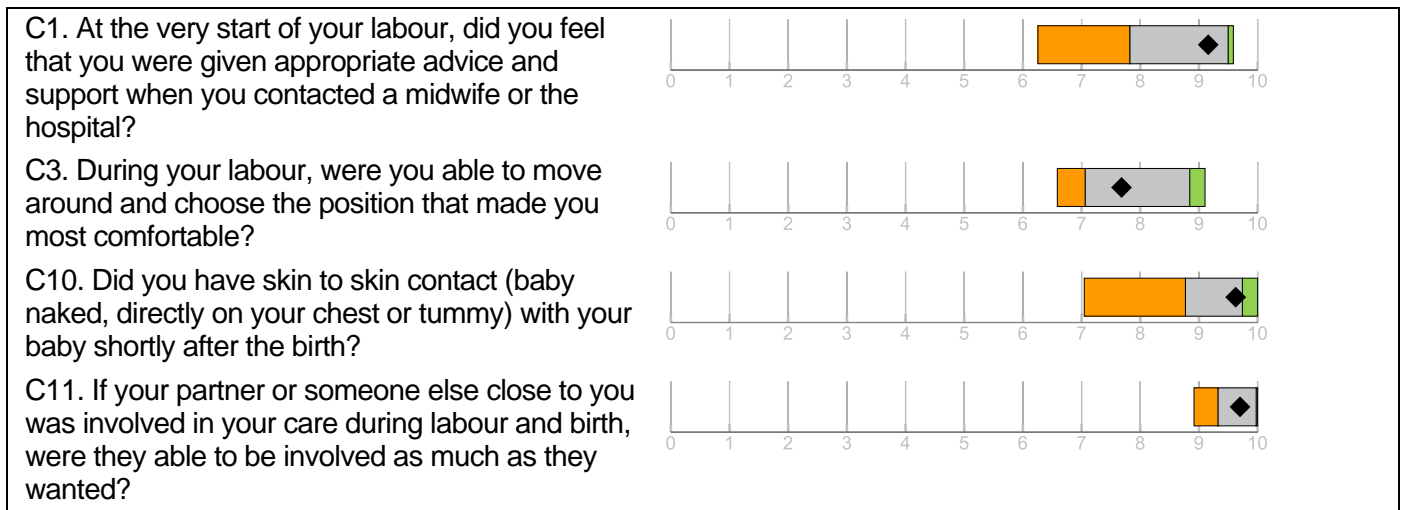 C1. At the very start of your labour, did you feel
that you were given appropriate advice and
support when you contacted a midwife or the
hospital?
0 1 2 3 4 5 6 7 8 9 10
C3. During your labour, were you able to move
around and choose the position that made you
most comfortable?
0 1 2 3 4 5 6 7 8 9 10
C10. Did you have skin to skin contact (baby
naked, directly on your chest or tummy) with your
baby shortly after the birth?
0 1 2 3 4 5 6 7 8 9 10
C11. If your partner or someone else close to you
was involved in your care during labour and birth,
were they able to be involved as much as they
wanted?
0 1 2 3 4 5 6 7 8 9 10